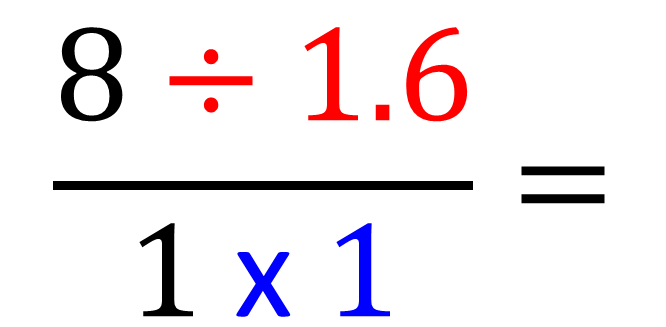 8 ÷ 1.6
1 x 1
=